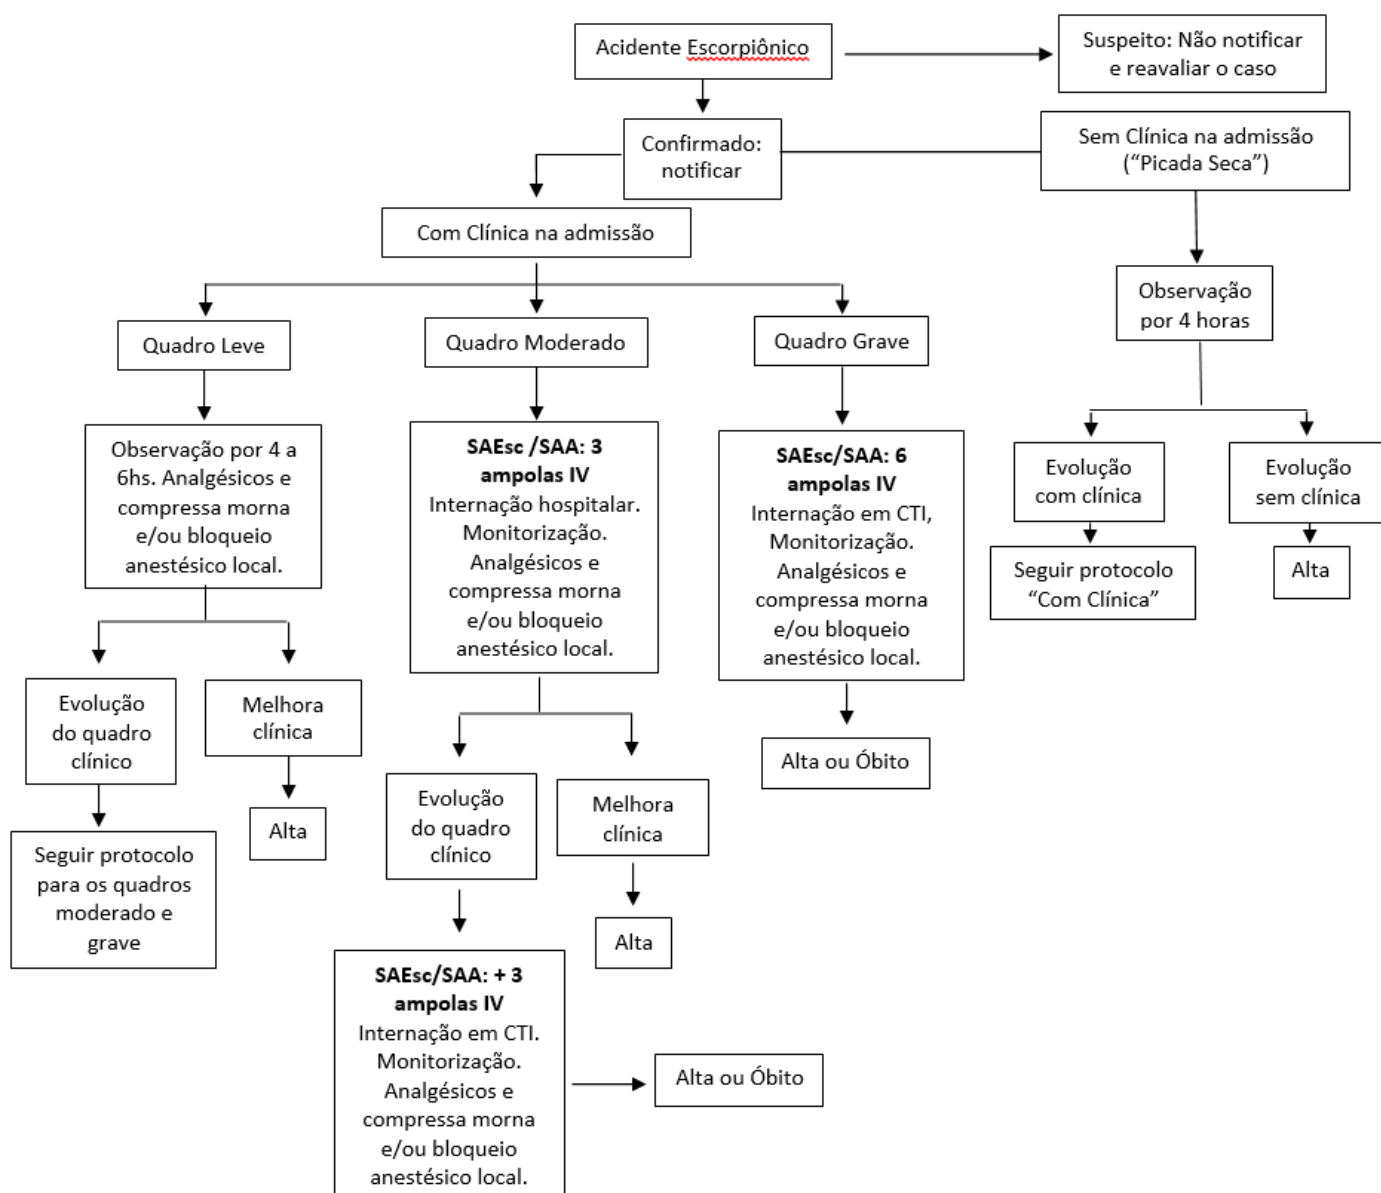 Acidente Escorpiônico
Suspeito: Não notificar
e reavaliar o caso
Confirmado:
notificar
Sem Clínica na admissão
(“Picada Seca”)
Com Clínica na admissão
Observação
por 4 horas
Quadro Leve
Quadro Moderado
Quadro Grave
Observação por 4 a
6hs. Analgésicos e
compressa morna
e/ou bloqueio
anestésico local.
SAEsc /SAA: 3
ampolas IV
Internação hospitalar.
Monitorização.
Analgésicos e
compressa morna
e/ou bloqueio
anestésico local.
SAEsc/SAA: 6
ampolas IV
Internação em CTI,
Monitorização.
Analgésicos e
compressa morna
e/ou bloqueio
anestésico local.
Evolução
com clínica
Evolução
sem clínica
Seguir protocolo
“Com Clínica”
Alta
Evolução
do quadro
clínico
Melhora
clínica
Alta ou Óbito
Evolução
do quadro
clínico
Melhora
clínica
Seguir protocolo
para os quadros
moderado e
grave
Alta
Alta
SAEsc/SAA: + 3
ampolas IV
Internação em CTI.
Monitorização.
Analgésicos e
compressa morna
e/ou bloqueio
anestésico local.
Alta ou Óbito